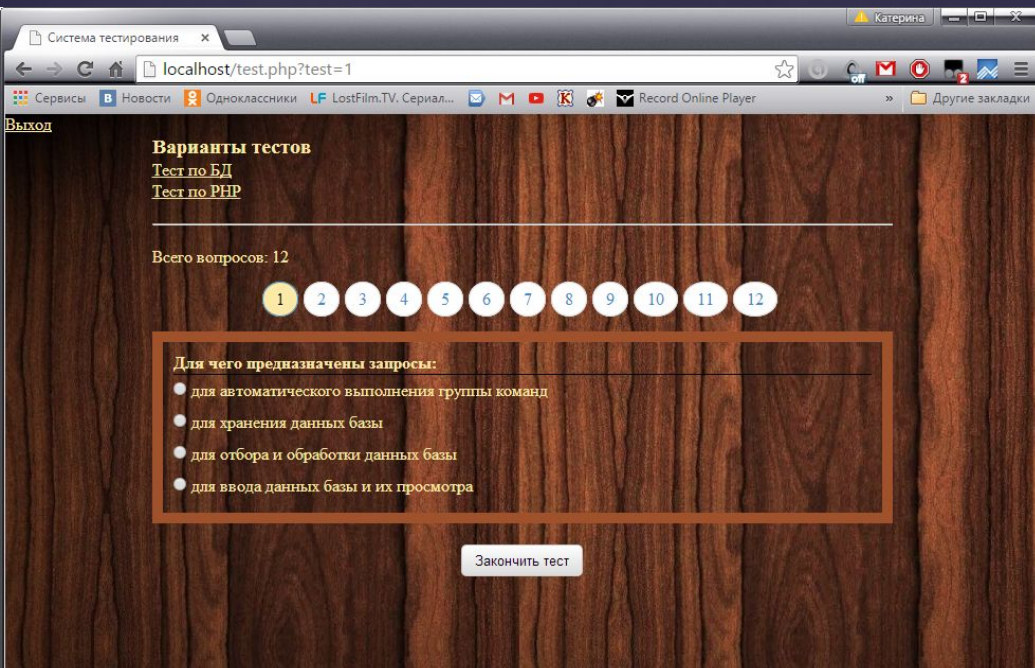 Катерина
Система тестирования
localhost/test.php?test=1
off
2
Сервисы
В Новости
Одноклассники
LF LostFilm.TV. Сериал...
K
Record Online Player
»
Другие закладки
Выход
Варианты тестов
Тест по БД
Тест по PHP
Всего вопросов: 12
1 2 3 4 5 6 7 8 9 10 11 12
Для чего предназначены запросы:
для автоматического выполнения группы команд
для хранения данных базы
для отбора и обработки данных базы
для ввода данных базы и их просмотра
Закончить тест